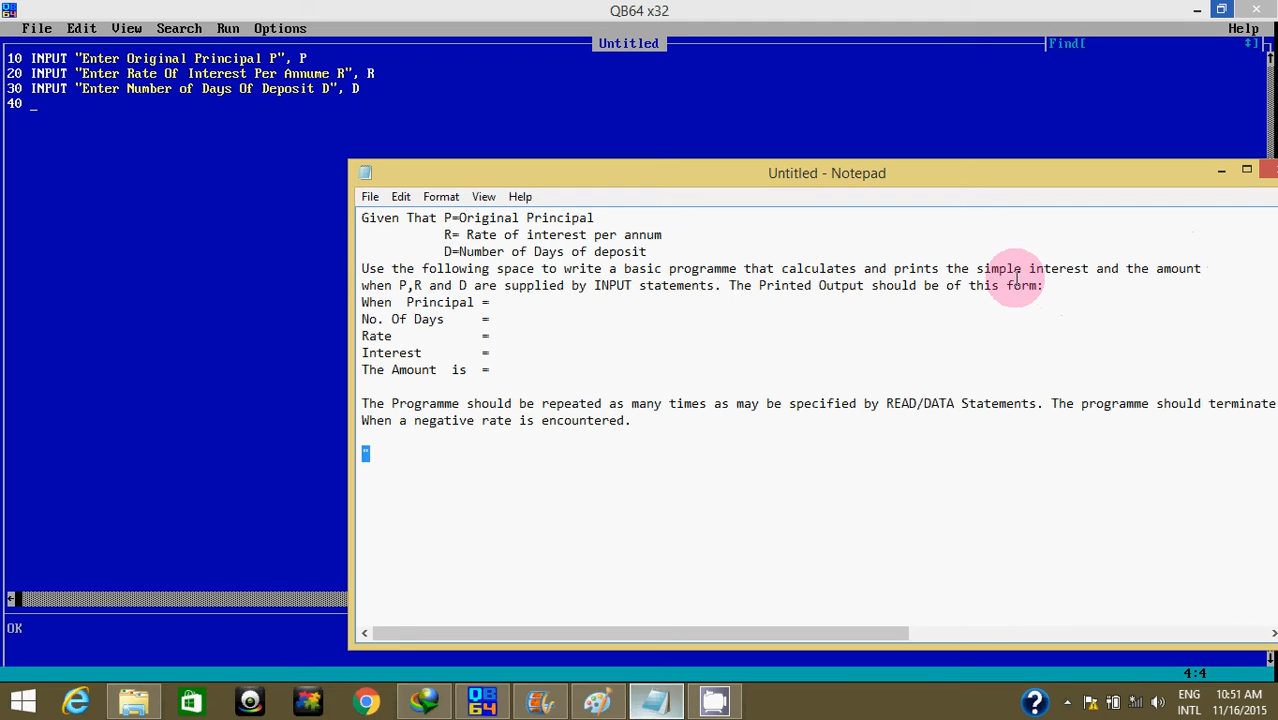 QB64 x32
File Edit View Search Run Options Help
Untitled
Find[
10 INPUT "Enter Original Principal P", P
20 INPUT "Enter Rate Of Interest Per Annume R", R
30 INPUT "Enter Number of Days Of Deposit D", D
40 _
Untitled - Notepad
File Edit Format View Help
Given That P=Original Principal
R= Rate of interest per annum
D=Number of Days of deposit
Use the following space to write a basic programme that calculates and prints the simple interest and the amount
when P,R and D are supplied by INPUT statements. The Printed Output should be of this form:
When Principal =
No. Of Days =
Rate =
Interest =
The Amount is =
The Programme should be repeated as many times as may be specified by READ/DATA Statements. The programme should terminate
When a negative rate is encountered.
"
OK
4:4
QB
64
ENG 10:51 AM
INTL 11/16/2015